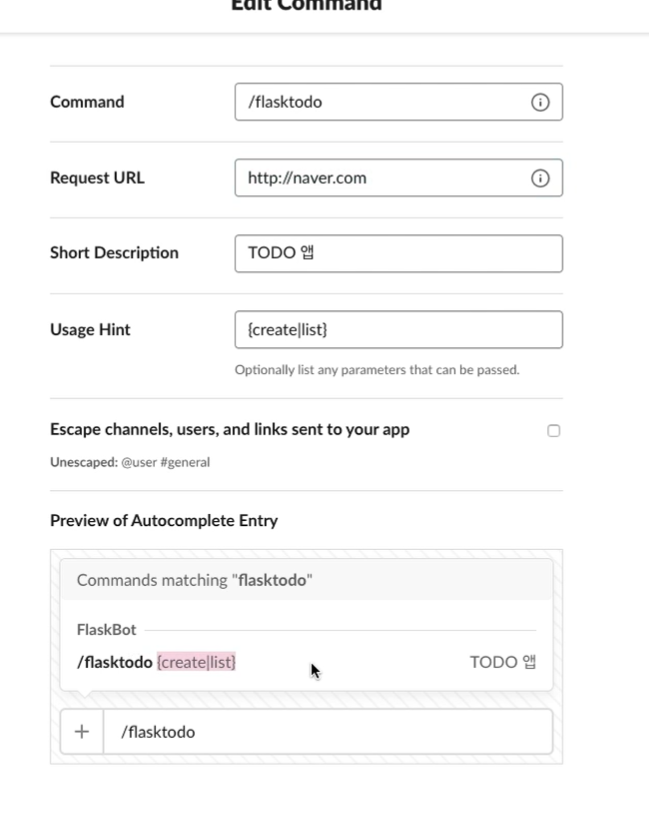 Edit Command
Command
/flasktodo
Request URL
http://naver.com
Short Description
TODO 앱
Usage Hint
{create|list}
Optionally list any parameters that can be passed.
Escape channels, users, and links sent to your app
Unescaped: @user #general
Preview of Autocomplete Entry
Commands matching "flasktodo"
FlaskBot
/flasktodo {create|list} TODO 앱
+ /flasktodo